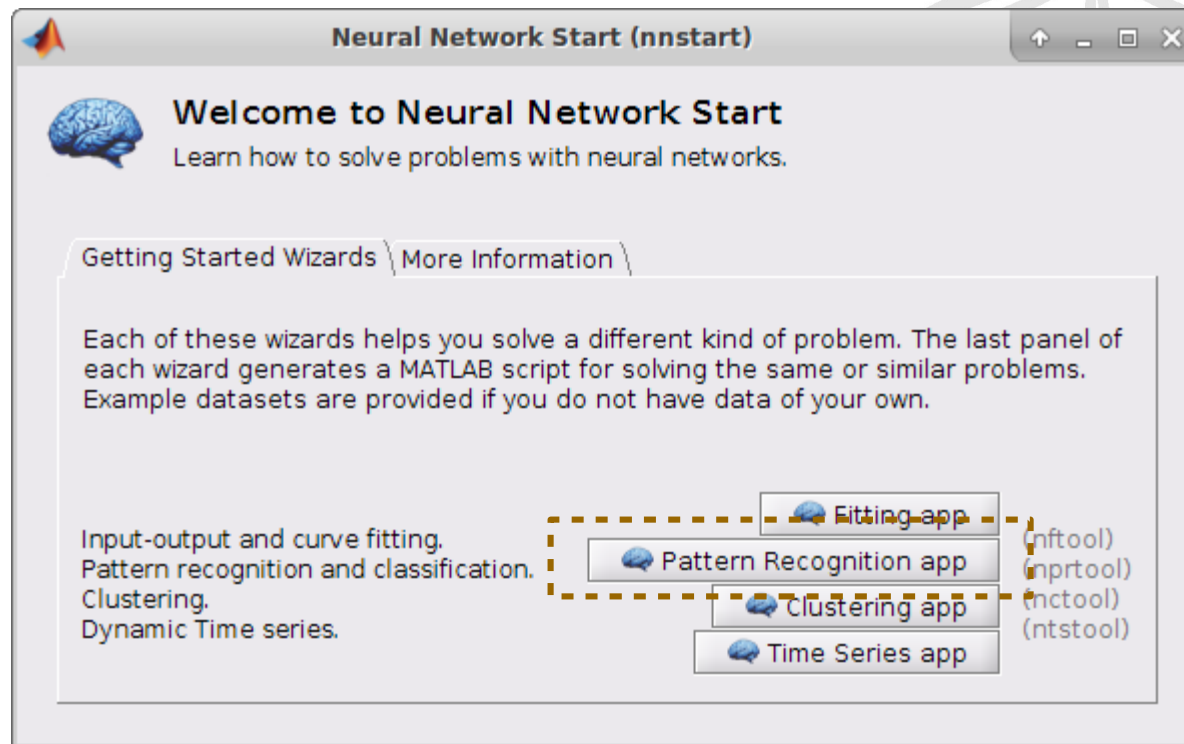 Neural Network Start (nnstart)
Welcome to Neural Network Start
Learn how to solve problems with neural networks.
Getting Started Wizards
More Information
Each of these wizards helps you solve a different kind of problem. The last panel of
each wizard generates a MATLAB script for solving the same or similar problems.
Example datasets are provided if you do not have data of your own.
Input-output and curve fitting.
Fitting app
(nftool)
Pattern recognition and classification.
Pattern Recognition app
(nprtool)
Clustering.
Clustering app
(nctool)
Dynamic Time series.
Time Series app
(ntstool)